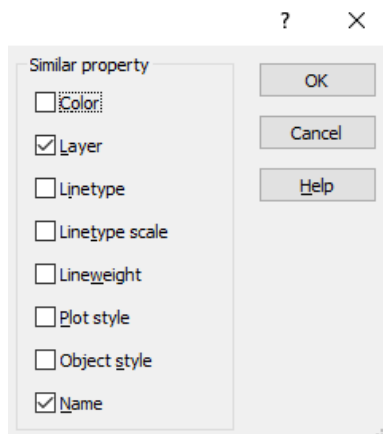 ?
Similar property
OK
Color
Cancel
Layer
Help
Linetype
Linetype scale
Lineweight
Plot style
Object style
Name